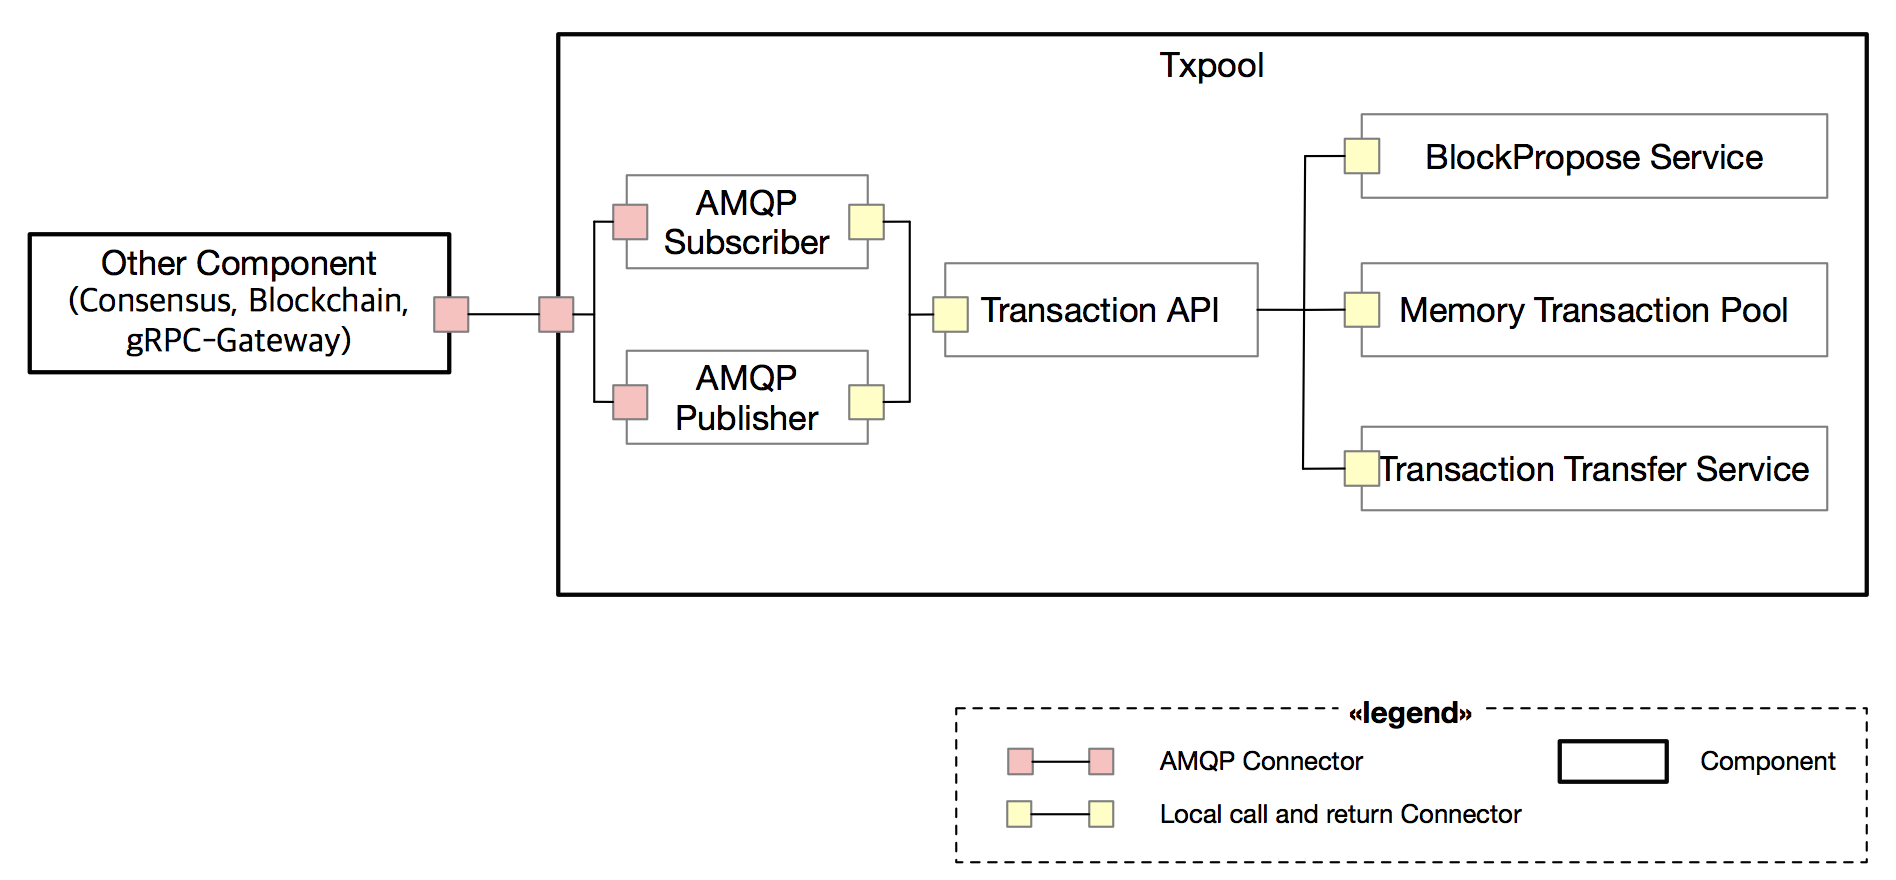 Txpool
BlockPropose Service
AMQP
Subscriber
Other Component
(Consensus, Blockchain,
gRPC-Gateway)
Transaction API
Memory Transaction Pool
AMQP
Publisher
Transaction Transfer Service
«legend»
AMQP Connector
Component
Local call and return Connector